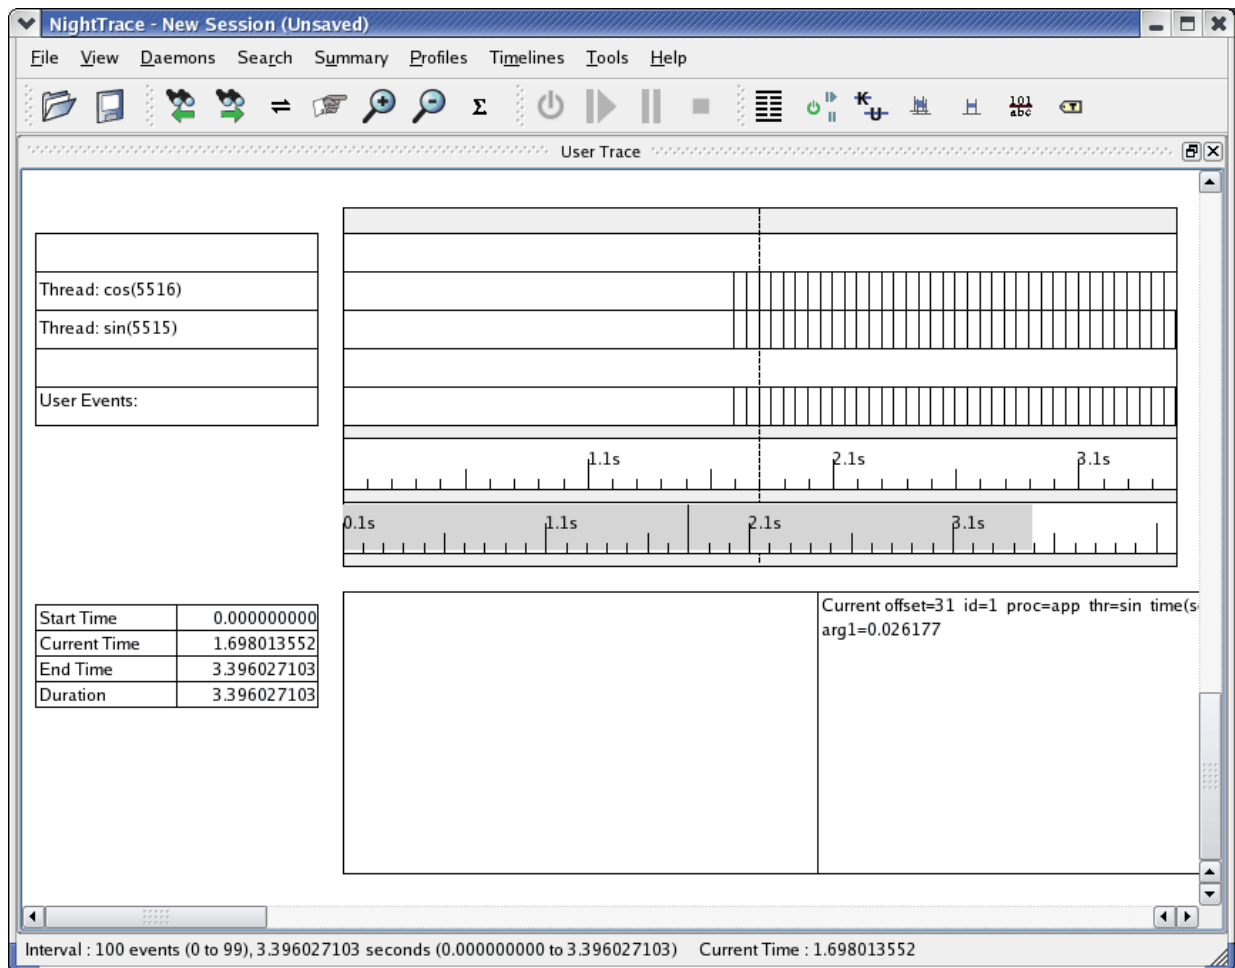 NightTrace - New Session (Unsaved)
File View Daemons Search Summary Profiles Timelines Tools Help
Σ K U 101 abc T
User Trace
Thread: cos(5516)
Thread: sin(5515)
User Events:
1.1s 2.1s 3.1s
0.1s 1.1s 2.1s 3.1s
Start Time 0.000000000
Current Time 1.698013552
End Time 3.396027103
Duration 3.396027103
Current offset=31 id=1 proc=app thr=sin time(s
arg1=0.026177
Interval : 100 events (0 to 99), 3.396027103 seconds (0.000000000 to 3.396027103) Current Time : 1.698013552